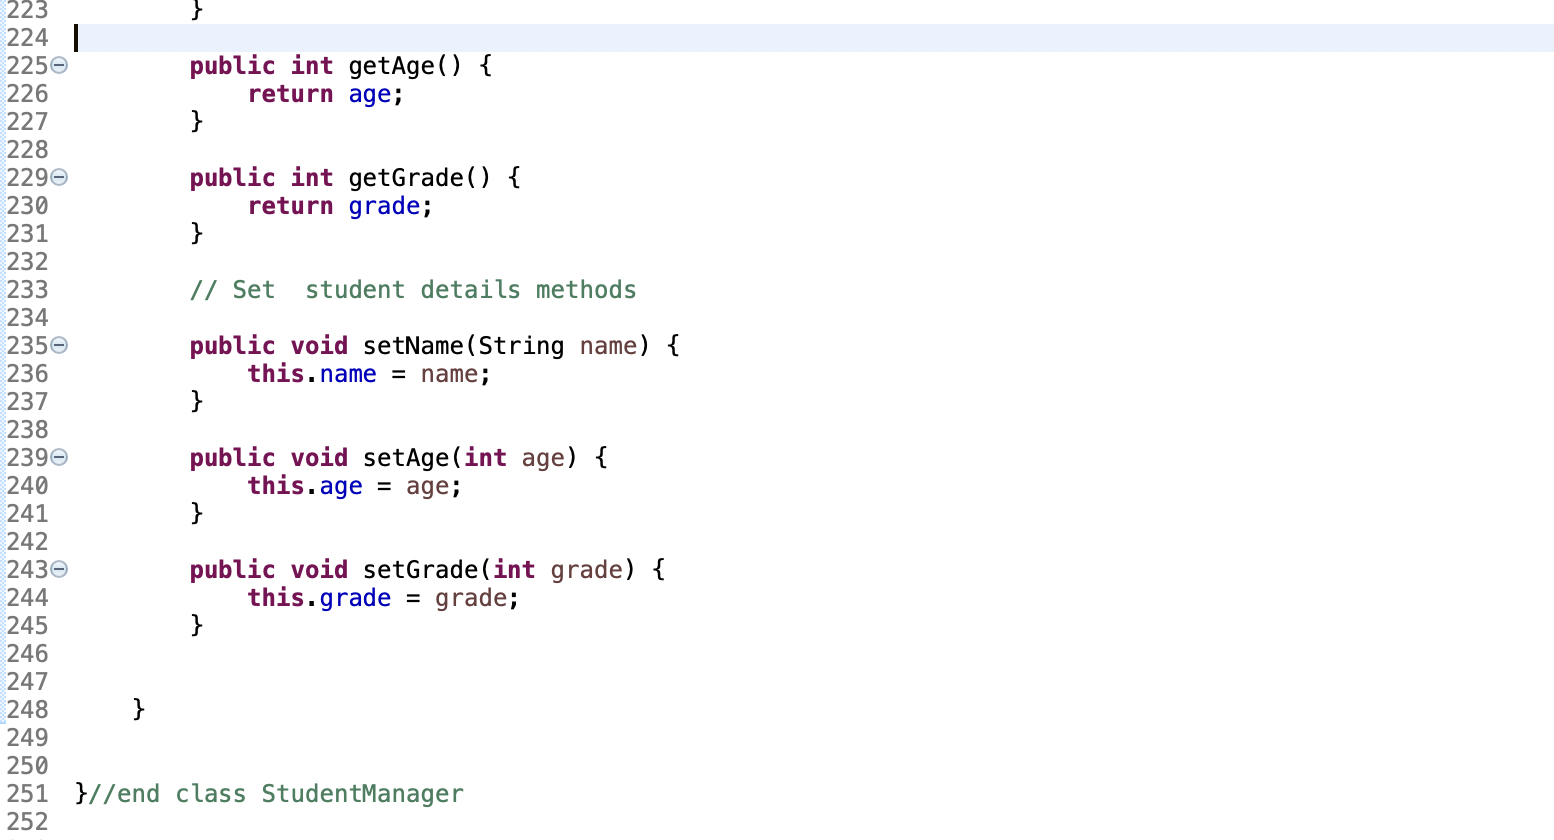 223        }
224
225        public int getAge() {
226            return age;
227        }
228
229        public int getGrade() {
230            return grade;
231        }
232
233        // Set  student details methods
234
235        public void setName(String name) {
236            this.name = name;
237        }
238
239        public void setAge(int age) {
240            this.age = age;
241        }
242
243        public void setGrade(int grade) {
244            this.grade = grade;
245        }
246
247
248    }
249
250
251 }//end class StudentManager
252